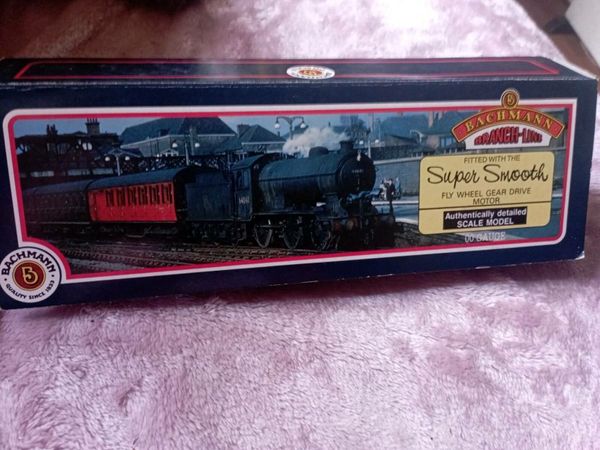 BACHMANN
BRANCH-LINE
FITTED WITH THE
Super Smooth
FLY WHEEL GEAR DRIVE
MOTOR
Authentically detailed
SCALE MODEL
00 GAUGE
BACHMANN
B
QUALITY SINCE 1833